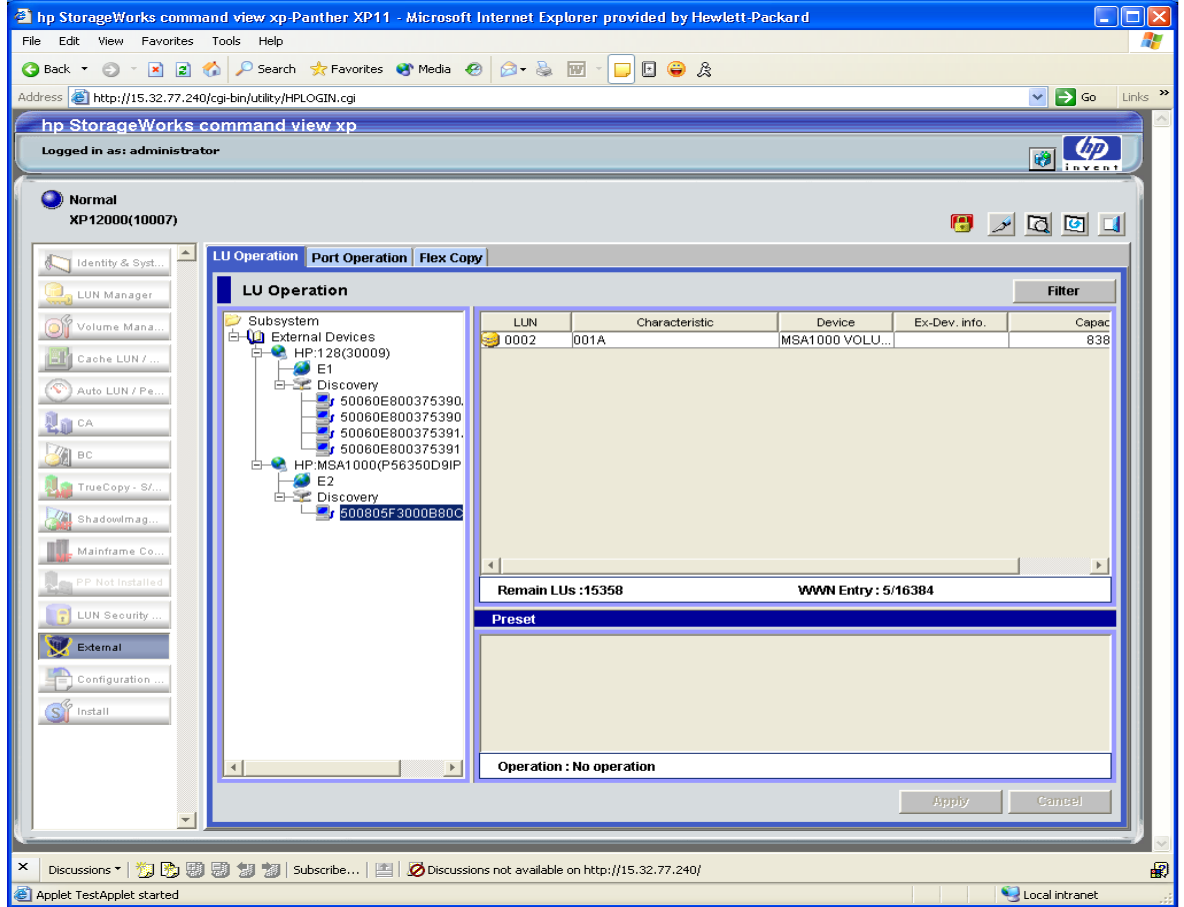 hp StorageWorks command view xp-Panther XP11 - Microsoft Internet Explorer provided by Hewlett-Packard
File Edit View Favorites Tools Help
Back Search Favorites Media
Address http://15.32.77.240/cgi-bin/utility/HPLOGIN.cgi Go Links »
hp StorageWorks command view xp
Logged in as: administrator
hp
invent
Normal
XP12000(10007)
Identity & Syst...
LUN Manager
Volume Mana...
Cache LUN / ...
Auto LUN / Pe...
CA
BC
TrueCopy - S/...
ShadowImag...
Mainframe Co...
PP Not Installed
LUN Security ...
External
Configuration ...
Install
LU Operation Port Operation Flex Copy
LU Operation
Filter
Subsystem
External Devices
HP:128(30009)
E1
Discovery
50060E800375390.
50060E800375390
50060E800375391.
50060E800375391
HP:MSA1000(P56350D9IP
E2
Discovery
500805F3000B80C
LUN Characteristic Device Ex-Dev. info. Capac
0002 001A MSA1000 VOLU... 838
Remain LUs :15358 WWN Entry : 5/16384
Preset
Operation : No operation
Apply Cancel
Discussions Subscribe... Discussions not available on http://15.32.77.240/
Applet TestApplet started Local intranet